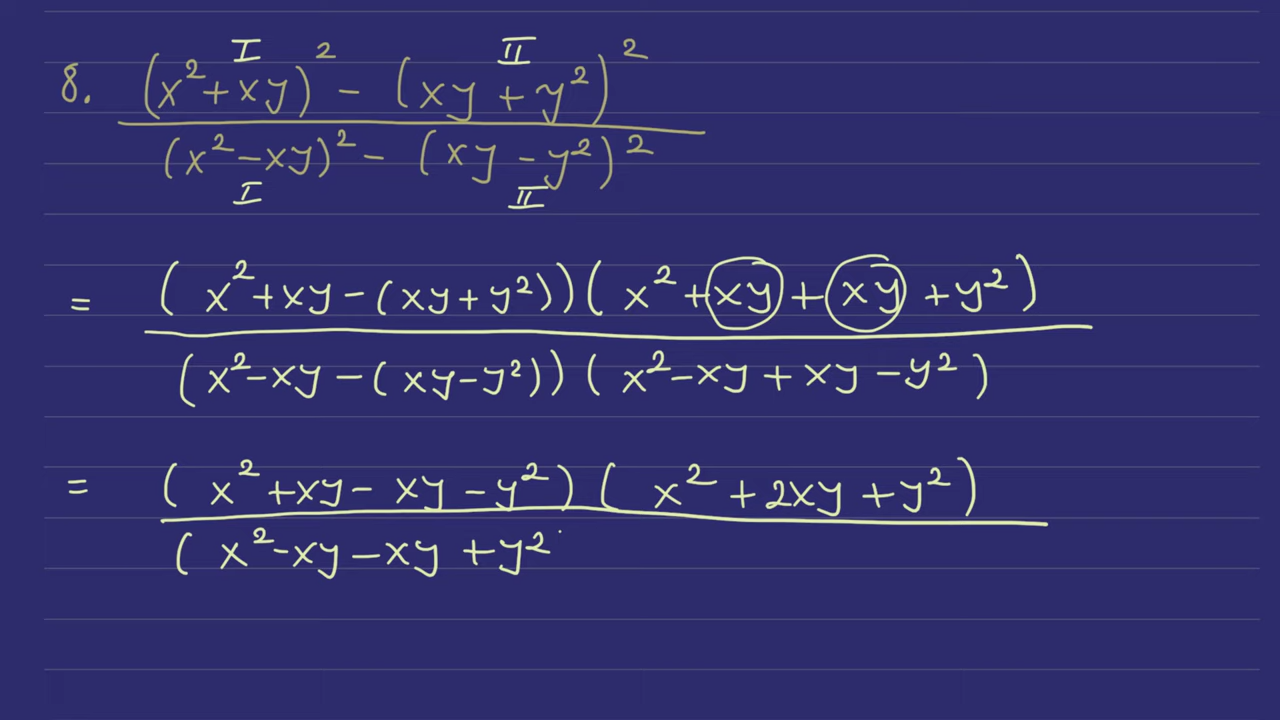 I II
8. (x²+xy)² - (xy + y²)²
(x²-xy)² - (xy - y²)²
I II
= (x²+xy-(xy+y²))(x²+xy+xy+y²)
(x²-xy-(xy-y²))(x²-xy+xy-y²)
= (x²+xy-xy-y²)(x²+2xy+y²)
(x²-xy-xy+y²